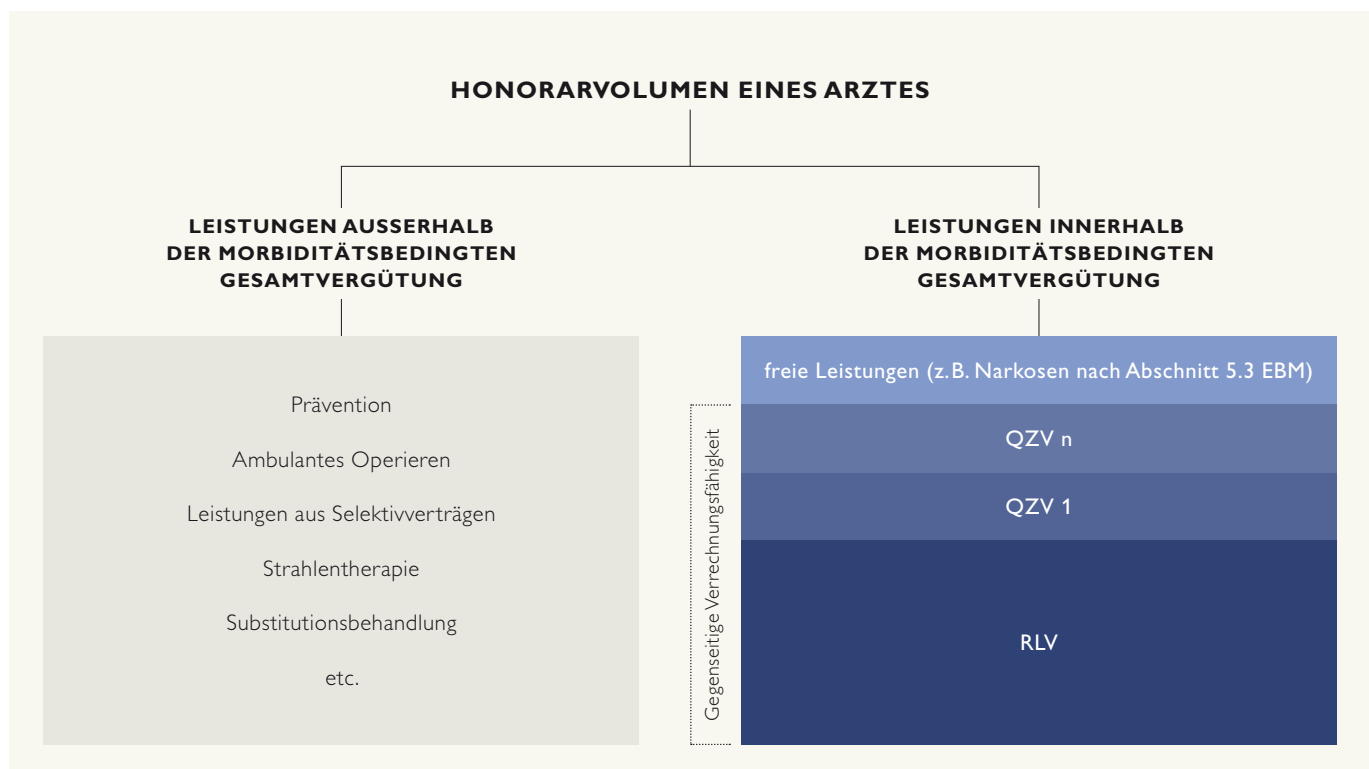 HONORARVOLUMEN EINES ARZTES
LEISTUNGEN AUSSERHALB
DER MORBIDITÄTSBEDINGTEN
GESAMTVERGÜTUNG
LEISTUNGEN INNERHALB
DER MORBIDITÄTSBEDINGTEN
GESAMTVERGÜTUNG
Prävention
Ambulantes Operieren
Leistungen aus Selektivverträgen
Strahlentherapie
Substitutionsbehandlung
etc.
Gegenseitige Verrechnungsfähigkeit
freie Leistungen (z.B. Narkosen nach Abschnitt 5.3 EBM)
QZV n
QZV 1
RLV